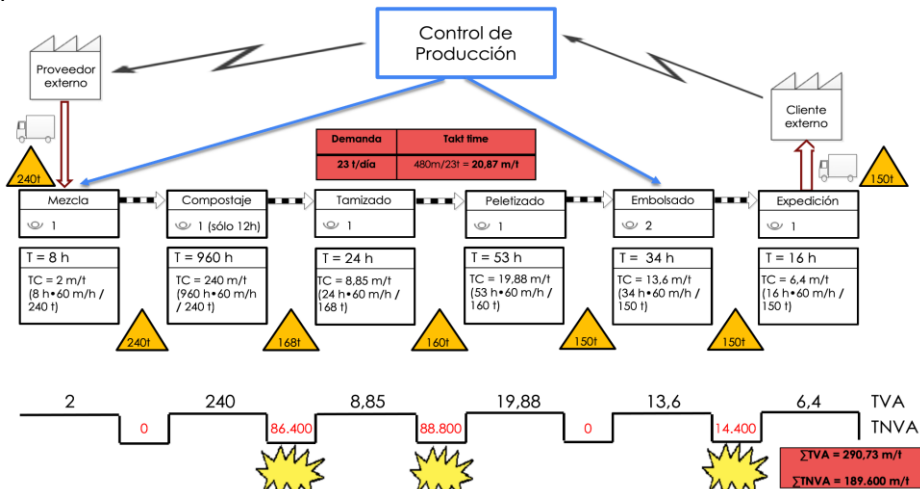 Control de
Producción
Proveedor
externo
Cliente
externo
Demanda
Takt time
23 t/día
480m/23t = 20,87 m/t
240t
150t
Mezcla
1
Compostaje
1 (sólo 12h)
Tamizado
1
Peletizado
1
Embolsado
2
Expedición
1
T = 8 h
TC = 2 m/t
(8 h•60 m/h /
240 t)
T = 960 h
TC = 240 m/t
(960 h•60 m/h
/ 240 t)
T = 24 h
TC = 8,85 m/t
(24 h•60 m/h /
168 t)
T = 53 h
TC = 19,88 m/t
(53 h•60 m/h /
160 t)
T = 34 h
TC = 13,6 m/t
(34 h•60 m/h /
150 t)
T = 16 h
TC = 6,4 m/t
(16 h•60 m/h /
150 t)
240t
168t
160t
150t
150t
2
240
8,85
19,88
13,6
6,4
TVA
0
86.400
88.800
0
14.400
TNVA
∑TVA = 290,73 m/t
∑TNVA = 189.600 m/t